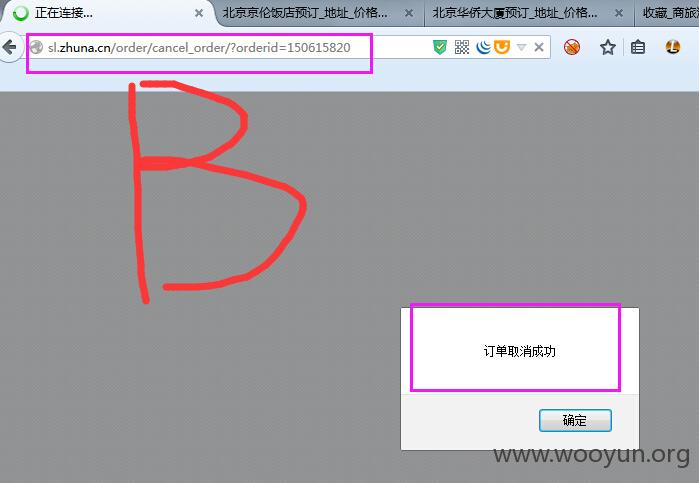 正在连接...
北京京伦饭店预订_地址_价格...
北京华侨大厦预订_地址_价格...
收藏_商旅
sl.zhuna.cn/order/cancel_order/?orderid=150615820
B
订单取消成功
确定
www.wooyun.org